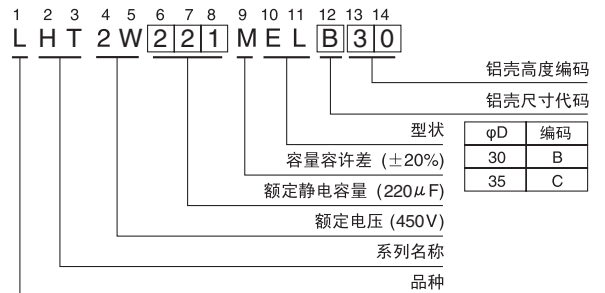 1 2 3 4 5 6 7 8 9 10 11 12 13 14
L H T 2 W 2 2 1 M E L B 3 0
铝壳高度编码
铝壳尺寸代码
型状
容量容许差 (±20%)
额定静电容量 (220μF)
额定电压 (450V)
系列名称
品种
φD 编码
30 B
35 C